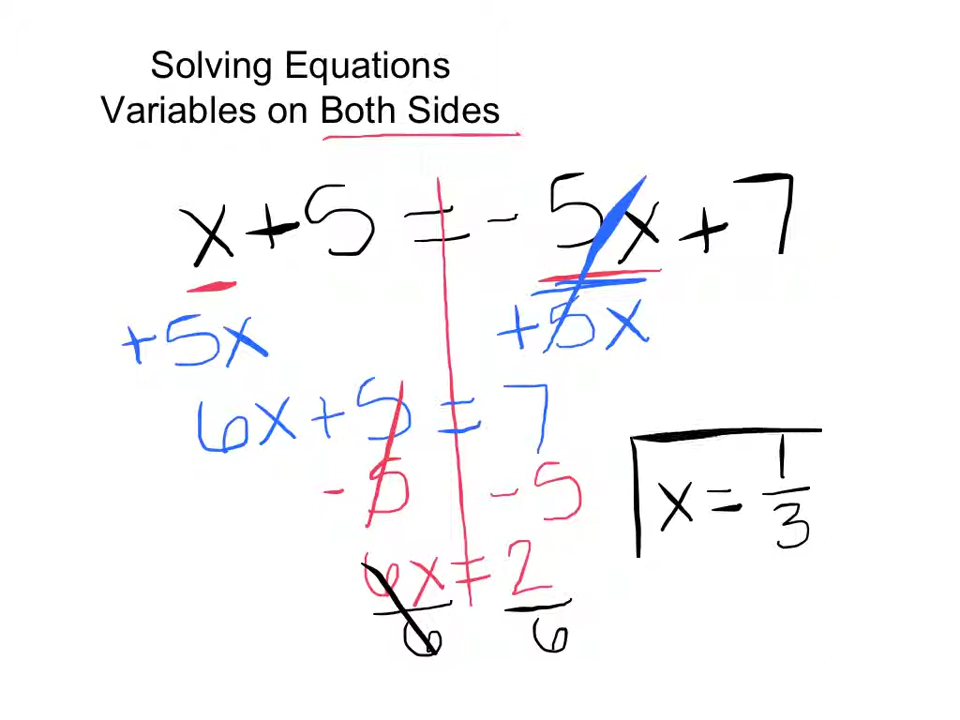 Solving Equations
Variables on Both Sides
x + 5 = - 5x + 7
+5x +5x
6x + 5 = 7
- 5 - 5
6x = 2
6 6
x = 1/3